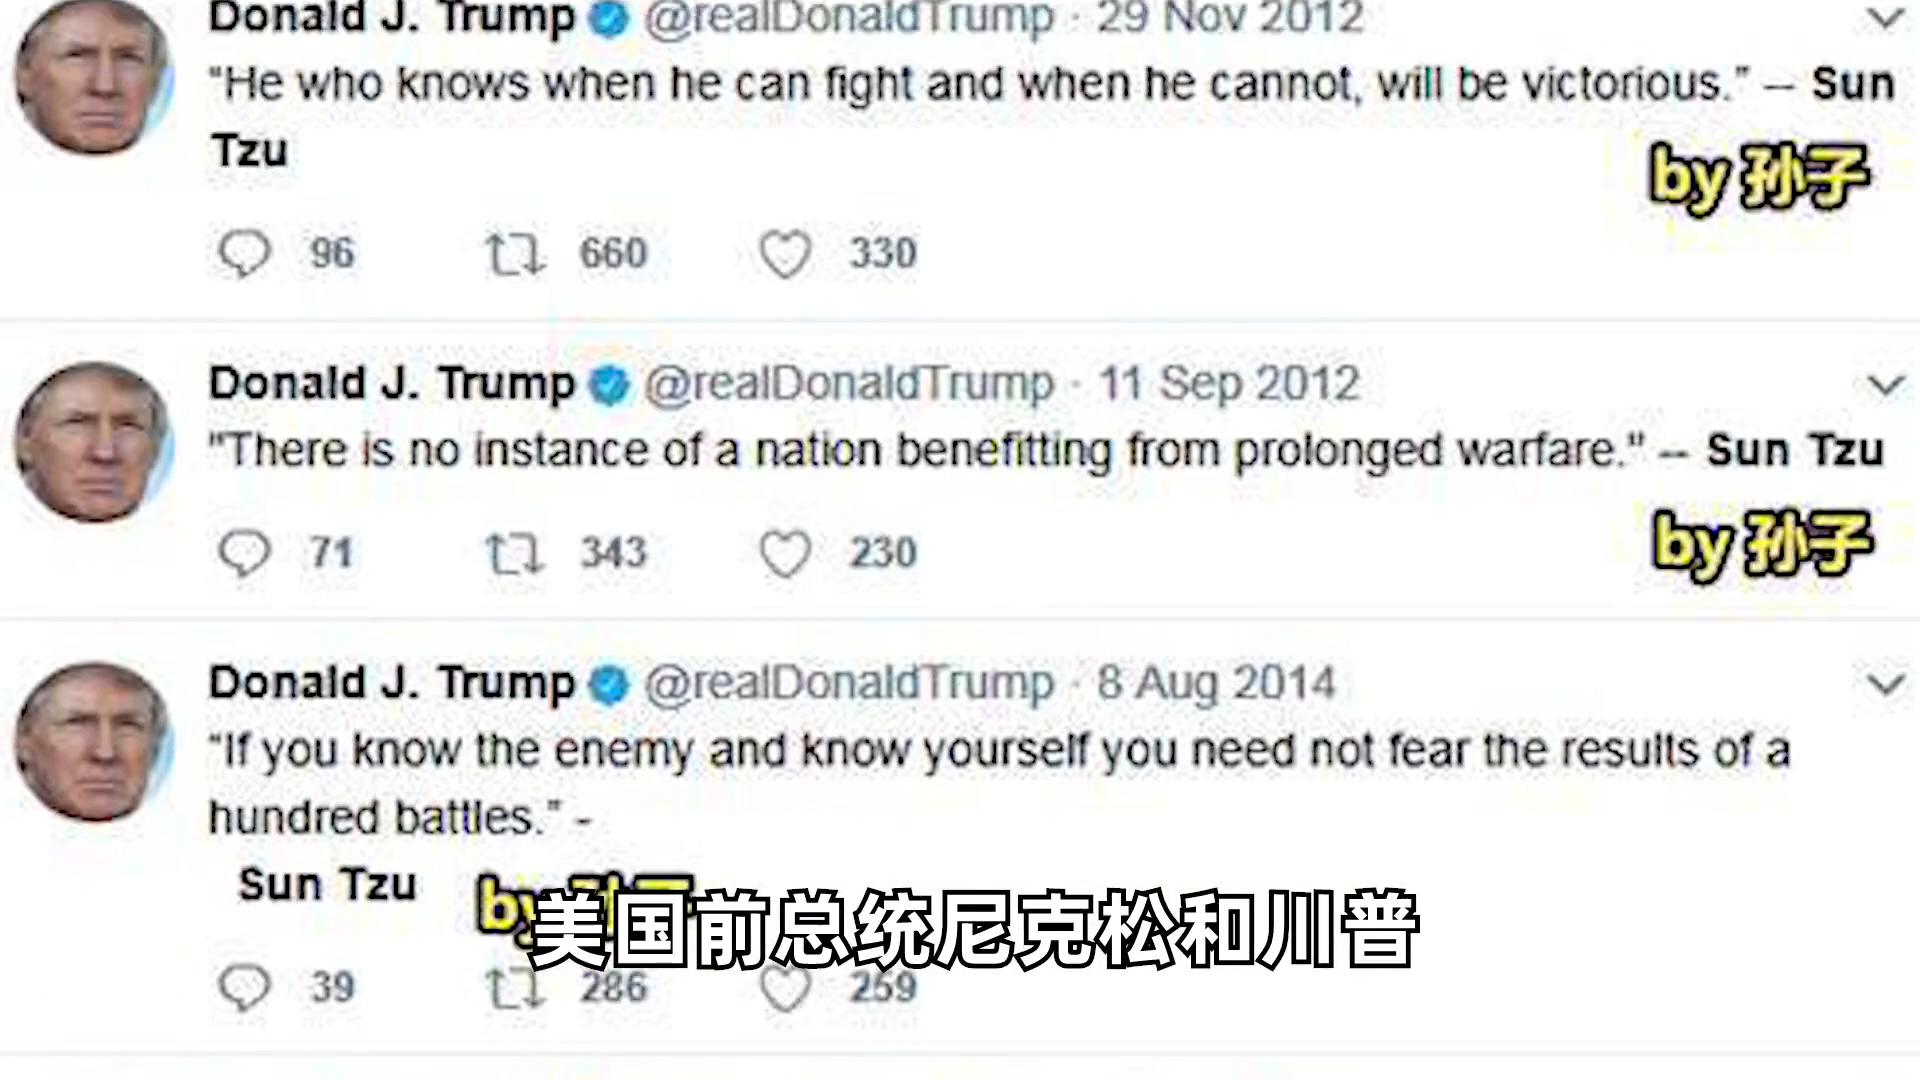 Donald J. Trump @realDonaldTrump · 29 Nov 2012
“He who knows when he can fight and when he cannot, will be victorious.” – Sun
Tzu
by 孙子
96 660 330
Donald J. Trump @realDonaldTrump · 11 Sep 2012
"There is no instance of a nation benefitting from prolonged warfare." – Sun Tzu
by 孙子
71 343 230
Donald J. Trump @realDonaldTrump · 8 Aug 2014
“If you know the enemy and know yourself you need not fear the results of a
hundred battles.” -
Sun Tzu by 孙子
美国前总统尼克松和川普
39 286 259